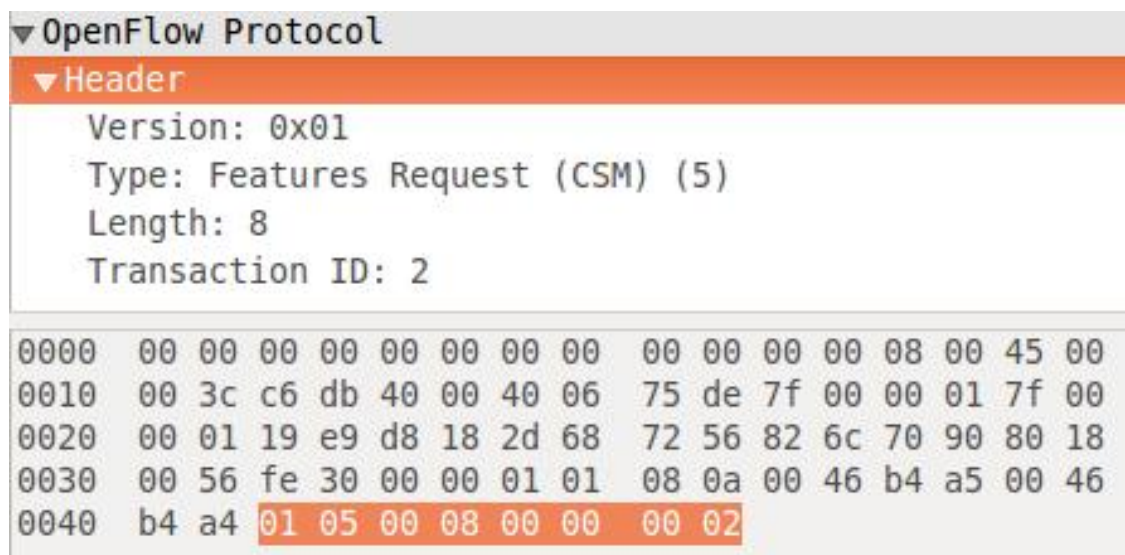 OpenFlow Protocol
Header
Version: 0x01
Type: Features Request (CSM) (5)
Length: 8
Transaction ID: 2
0000 00 00 00 00 00 00 00 00 00 00 00 00 08 00 45 00
0010 00 3c c6 db 40 00 40 06 75 de 7f 00 00 01 7f 00
0020 00 01 19 e9 d8 18 2d 68 72 56 82 6c 70 90 80 18
0030 00 56 fe 30 00 00 01 01 08 0a 00 46 b4 a5 00 46
0040 b4 a4 01 05 00 08 00 00 00 02